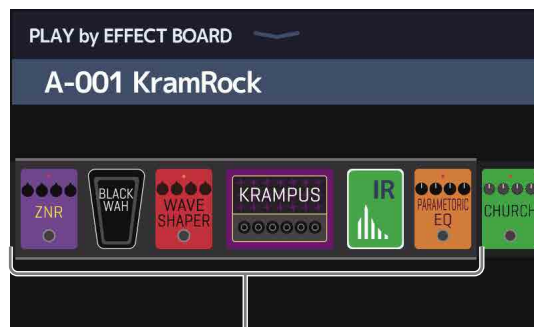 PLAY by EFFECT BOARD
A-001 KramRock
ZNR
BLACK
WAH
WAVE
SHAPER
KRAMPUS
IR
PARAMETORIC
EQ
CHURCH